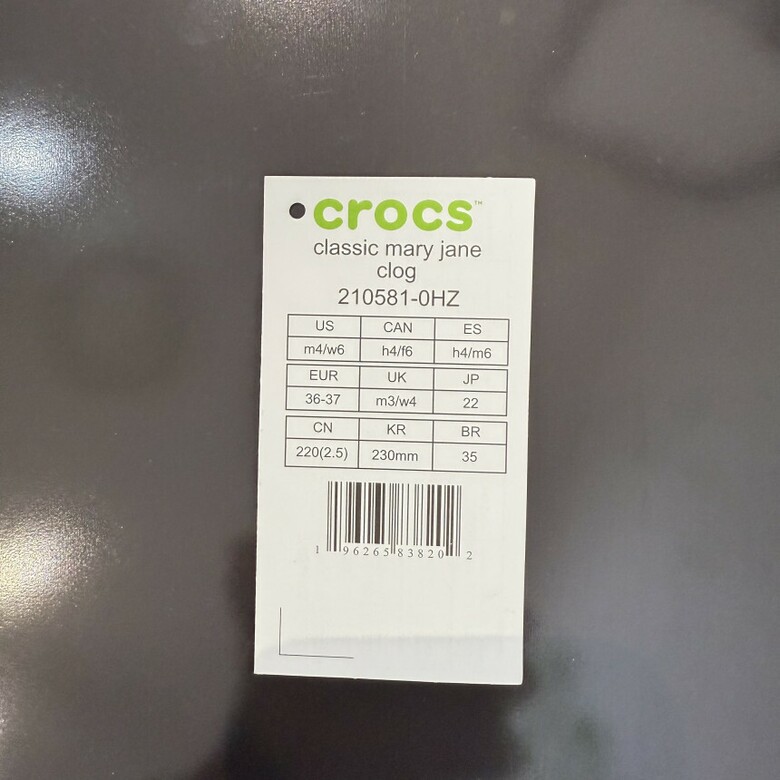 crocs™
classic mary jane
clog
210581-0HZ
US CAN ES
m4/w6 h4/f6 h4/m6
EUR UK JP
36-37 m3/w4 22
CN KR BR
220(2.5) 230mm 35
1 96265 83820 2